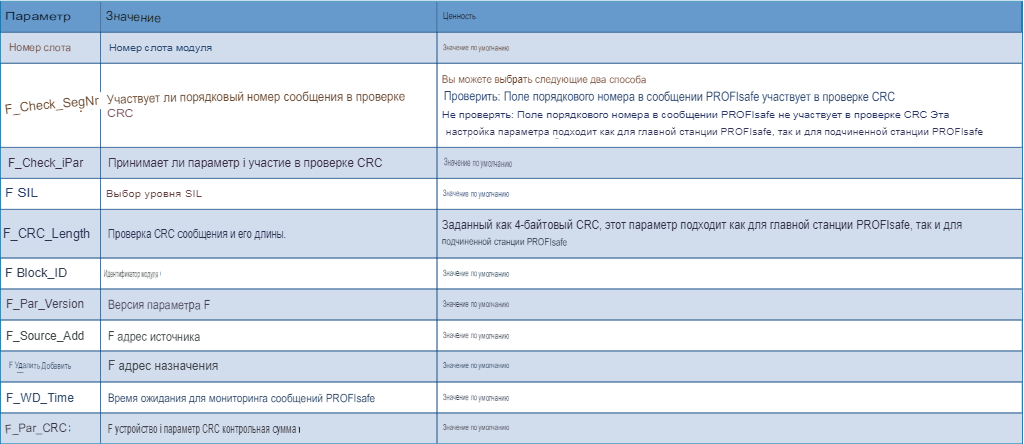 Параметр Значение Ценность
Номер слота Номер слота модуля Значение по умолчанию
Вы можете выбрать следующие два способа
F_Check_SegNr Участвует ли порядковый номер сообщения в проверке Проверить: Поле порядкового номера в сообщении PROFIsafe участвует в проверке CRC
CRC Не проверять: Поле порядкового номера в сообщении PROFIsafe не участвует в проверке CRC Эта
настройка параметра подходит как для главной станции PROFIsafe, так и для подчиненной станции PROFIsafe
F_Check_iPar Принимает ли параметр i участие в проверке CRC Значение по умолчанию
F SIL Выбор уровня SIL Значение по умолчанию
F_CRC_Length Проверка CRC сообщения и его длины. Заданный как 4-байтовый CRC, этот параметр подходит как для главной станции PROFIsafe, так и для
подчиненной станции PROFIsafe
F Block_ID Идентификатор модуля Значение по умолчанию
F_Par_Version Версия параметра F Значение по умолчанию
F_Source_Add F адрес источника Значение по умолчанию
F Удалить Добавить F адрес назначения Значение по умолчанию
F_WD_Time Время ожидания для мониторинга сообщений PROFIsafe Значение по умолчанию
F_Par_CRC: F устройство i параметр CRC контрольная сумма Значение по умолчанию